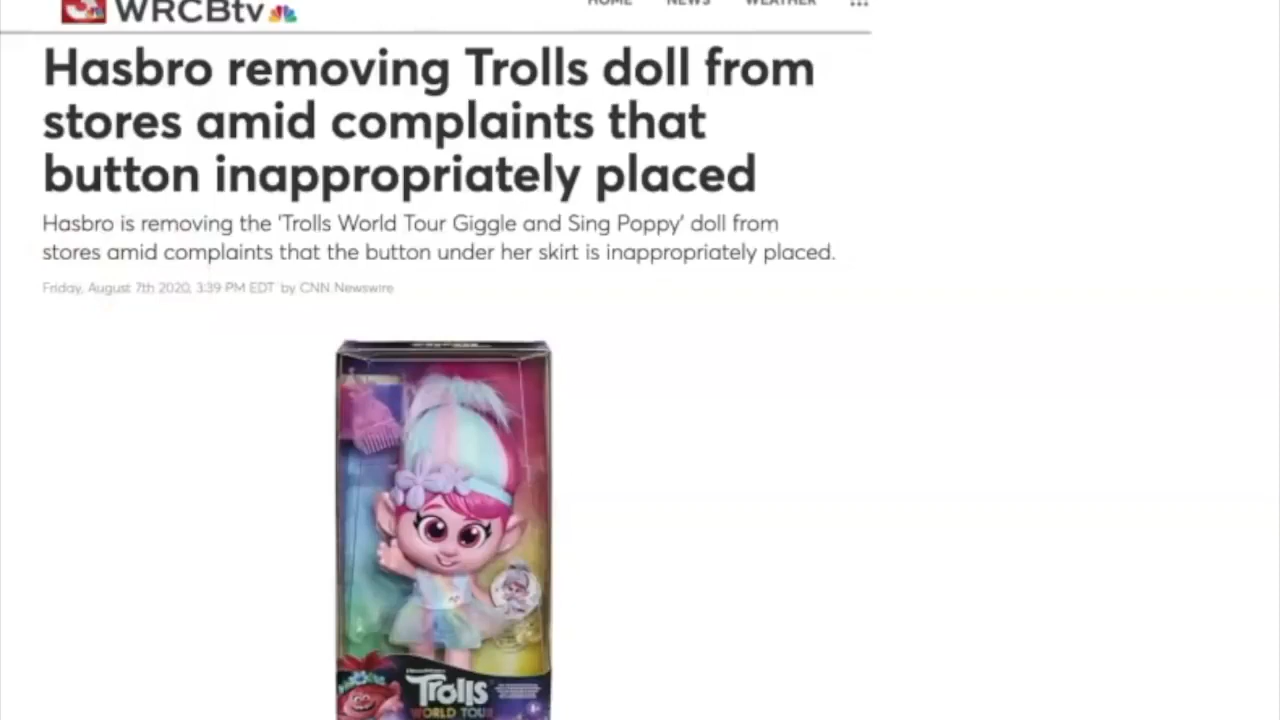 3 WRCBtv
HOME NEWS WEATHER ...
Hasbro removing Trolls doll from
stores amid complaints that
button inappropriately placed
Hasbro is removing the 'Trolls World Tour Giggle and Sing Poppy' doll from
stores amid complaints that the button under her skirt is inappropriately placed.
Friday, August 7th 2020, 3:39 PM EDT by CNN Newswire
Trolls
WORLD TOUR